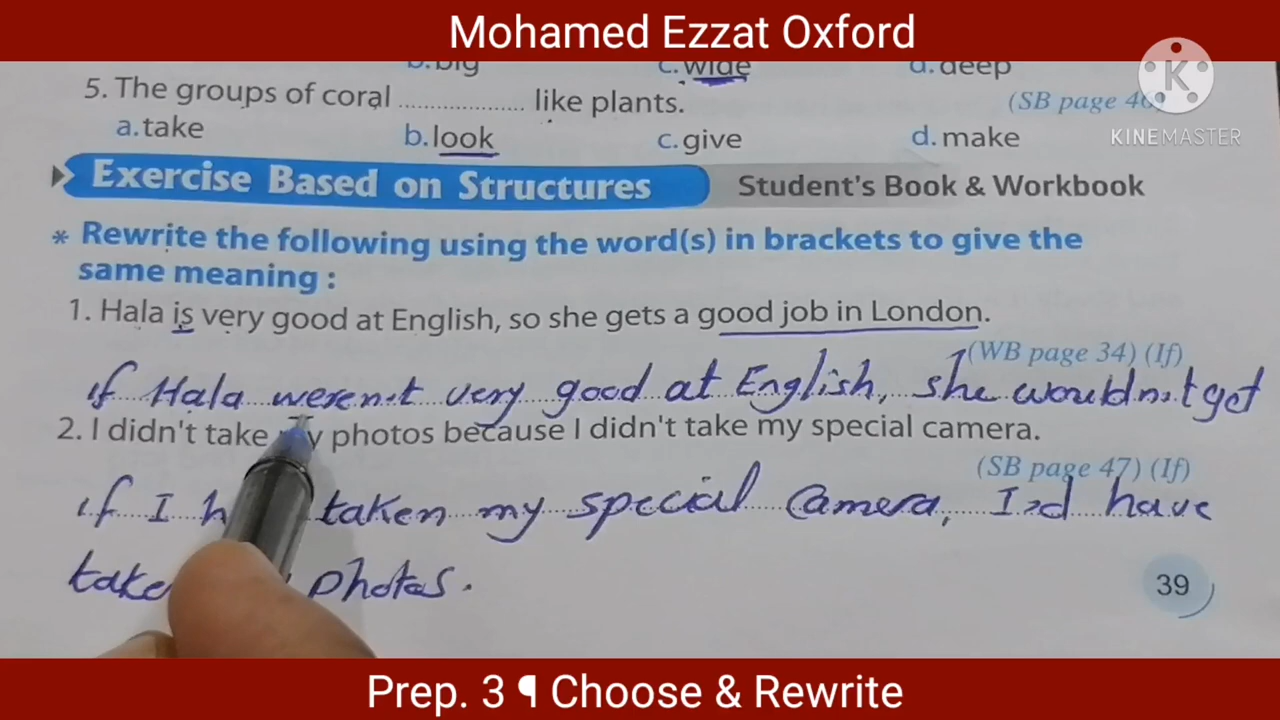 Mohamed Ezzat Oxford
b. big c. wide d. deep
5. The groups of coral ................ like plants. (SB page 46)
a. take b. look c. give d. make
KINEMASTER
Exercise Based on Structures Student's Book & Workbook
* Rewrite the following using the word(s) in brackets to give the
same meaning :
1. Hala is very good at English, so she gets a good job in London.
(WB page 34) (If)
if Hala weren't very good at English, she wouldn't get
2. I didn't take my photos because I didn't take my special camera.
(SB page 47) (If)
if I taken my special Camera, I'd have
photos.
39
Prep. 3 ¶ Choose & Rewrite